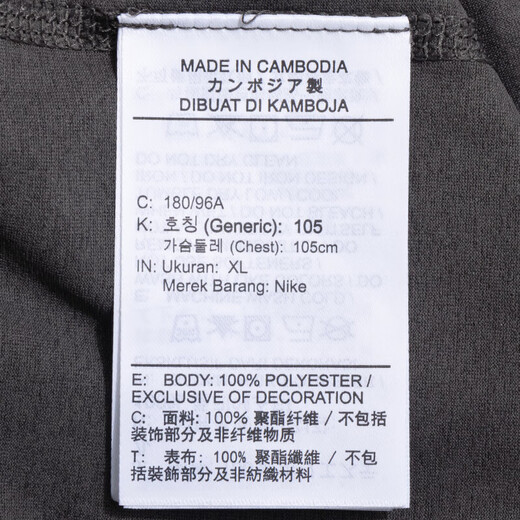 MADE IN CAMBODIA
カンボジア製
DIBUAT DI KAMBOJA
C: 180/96A
K: 호칭 (Generic): 105
가슴둘레 (Chest): 105cm
IN: Ukuran: XL
Merek Barang: Nike
E: BODY: 100% POLYESTER /
EXCLUSIVE OF DECORATION
C: 面料: 100% 聚酯纤维 / 不包括
装饰部分及非纤维物质
T: 表布: 100% 聚酯纖維 / 不包
括裝飾部分及非紡織材料